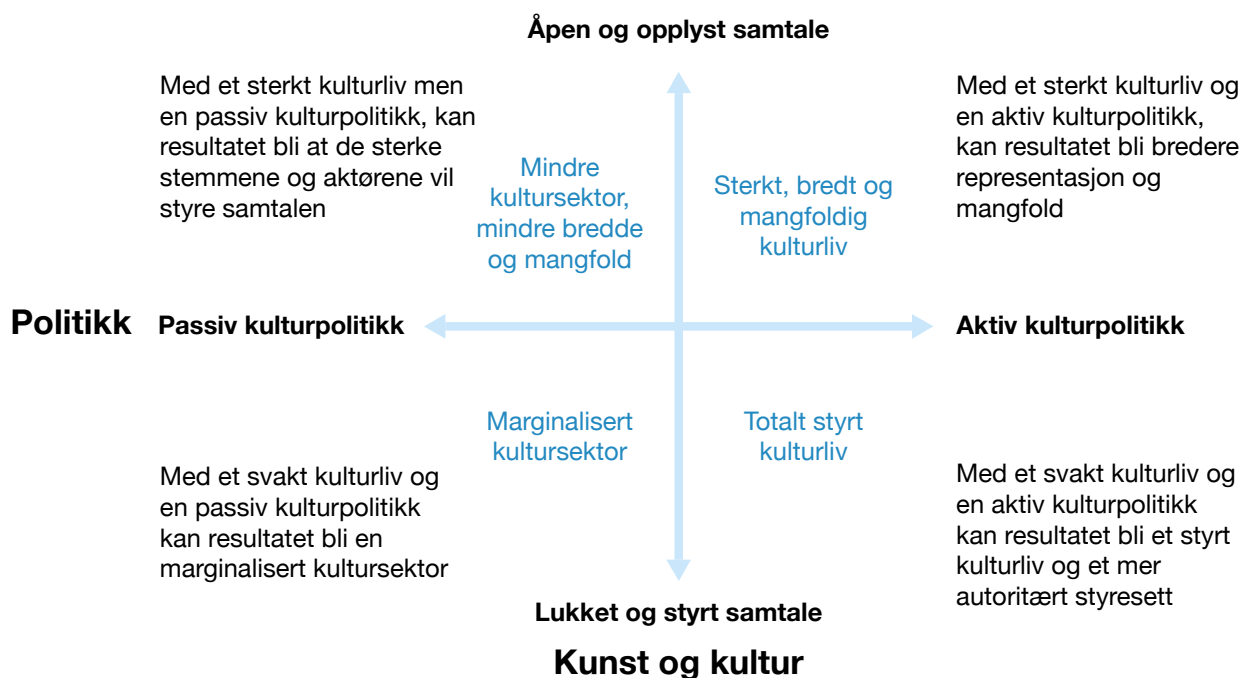 Åpen og opplyst samtale
Med et sterkt kulturliv men
en passiv kulturpolitikk, kan
resultatet bli at de sterke
stemmene og aktørene vil
styre samtalen
Mindre
kultursektor,
mindre bredde
og mangfold
Sterkt, bredt og
mangfoldig
kulturliv
Med et sterkt kulturliv og
en aktiv kulturpolitikk,
kan resultatet bli bredere
representasjon og
mangfold
Politikk
Passiv kulturpolitikk
Aktiv kulturpolitikk
Med et svakt kulturliv og
en passiv kulturpolitikk
kan resultatet bli en
marginalisert kultursektor
Marginalisert
kultursektor
Totalt styrt
kulturliv
Med et svakt kulturliv og
en aktiv kulturpolitikk
kan resultatet bli et styrt
kulturliv og et mer
autoritært styresett
Lukket og styrt samtale
Kunst og kultur